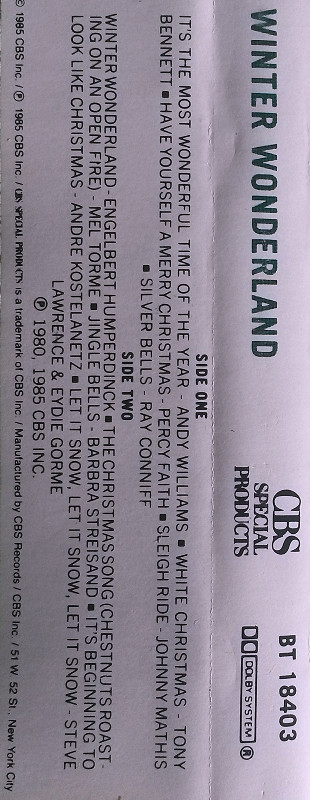 WINTER WONDERLAND
CBS
SPECIAL
PRODUCTS
BT 18403
DOLBY SYSTEM ®
SIDE ONE
IT'S THE MOST WONDERFUL TIME OF THE YEAR - ANDY WILLIAMS ■ WHITE CHRISTMAS - TONY
BENNETT ■ HAVE YOURSELF A MERRY CHRISTMAS - PERCY FAITH ■ SLEIGH RIDE - JOHNNY MATHIS
■ SILVER BELLS - RAY CONNIFF
SIDE TWO
WINTER WONDERLAND - ENGELBERT HUMPERDINCK ■ THE CHRISTMAS SONG (CHESTNUTS ROAST-
ING ON AN OPEN FIRE) - MEL TORME ■ JINGLE BELLS - BARBRA STREISAND ■ IT'S BEGINNING TO
LOOK LIKE CHRISTMAS - ANDRE KOSTELANETZ ■ LET IT SNOW, LET IT SNOW, LET IT SNOW - STEVE
LAWRENCE & EYDIE GORME
℗ 1980, 1985 CBS INC.
© 1985 CBS Inc. / ℗ 1985 CBS Inc. / CBS SPECIAL PRODUCTS is a trademark of CBS Inc. / Manufactured by CBS Records / CBS Inc. / 51 W. 52 St., New York City